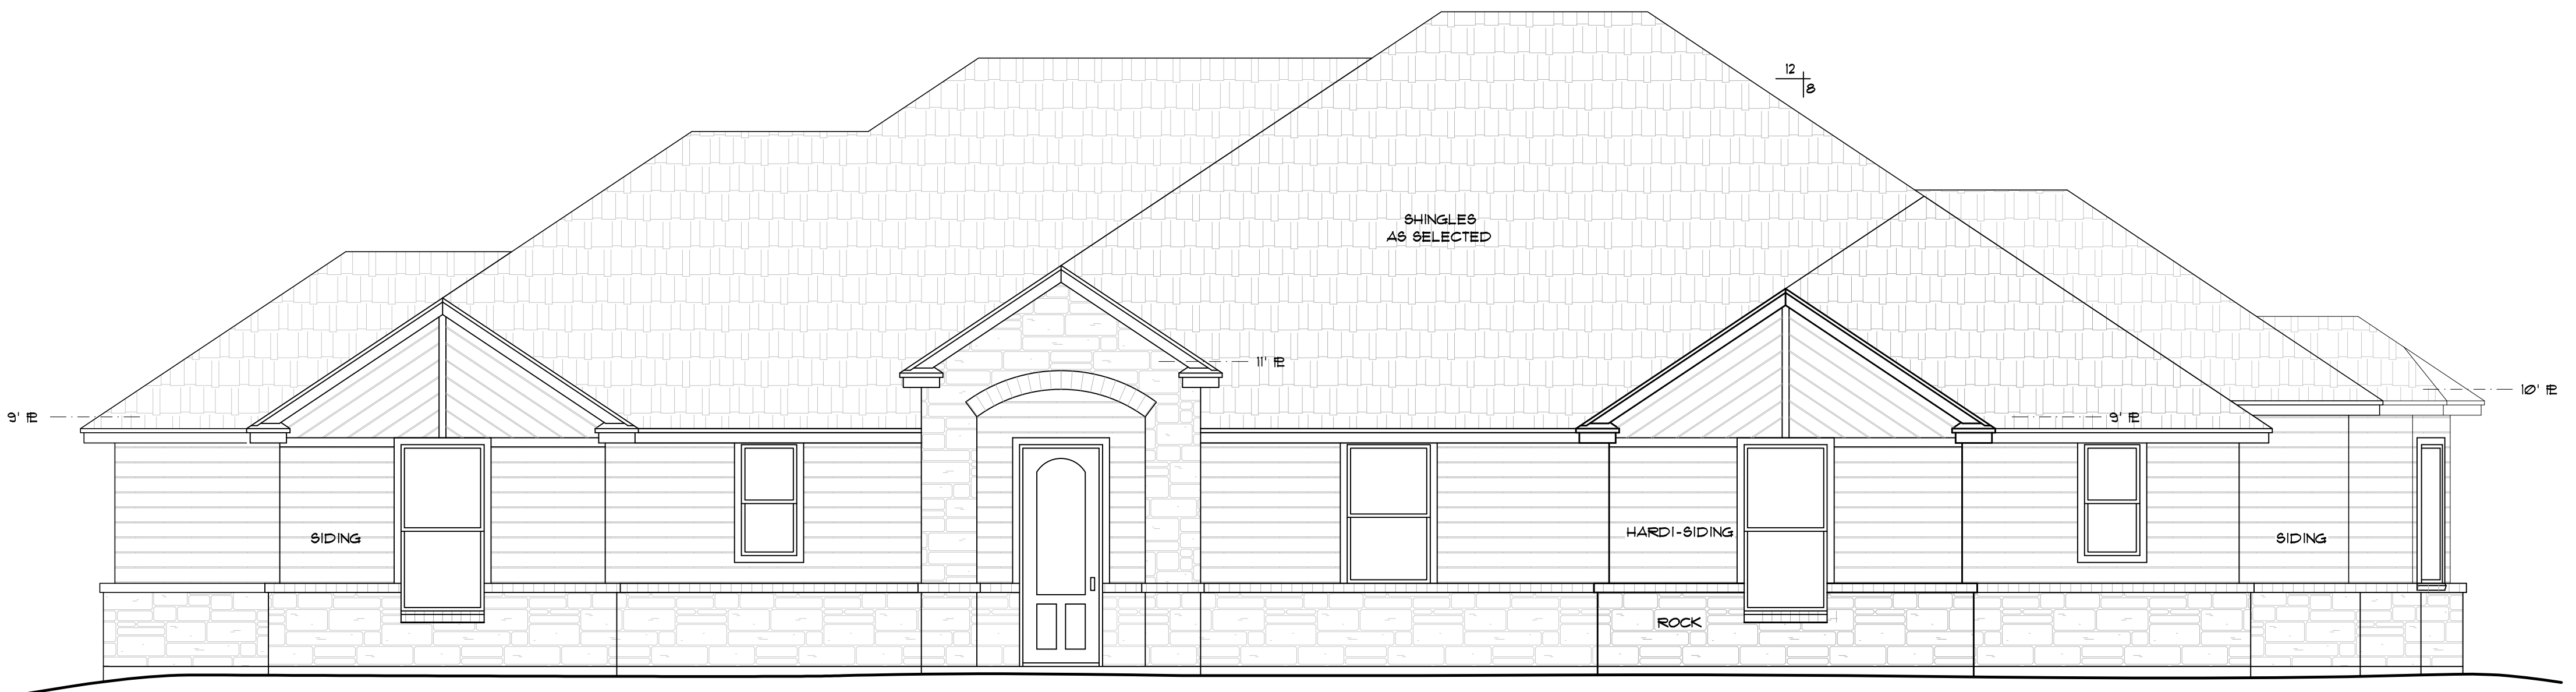 12
8
SHINGLES
AS SELECTED
11' PL
10' PL
9' PL
9' PL
HARDI-SIDING
SIDING
SIDING
ROCK